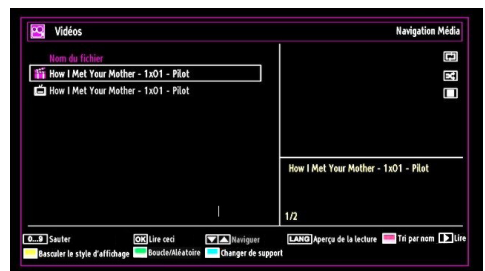 Vidéos
Navigation Média
Nom du fichier
How I Met Your Mother - 1x01 - Pilot
How I Met Your Mother - 1x01 - Pilot
How I Met Your Mother - 1x01 - Pilot
1/2
0...9 Sauter OK Lire ceci Naviguer LANG Aperçu de la lecture Tri par nom Lire
Basculer le style d'affichage Boucle/Aléatoire Changer de support